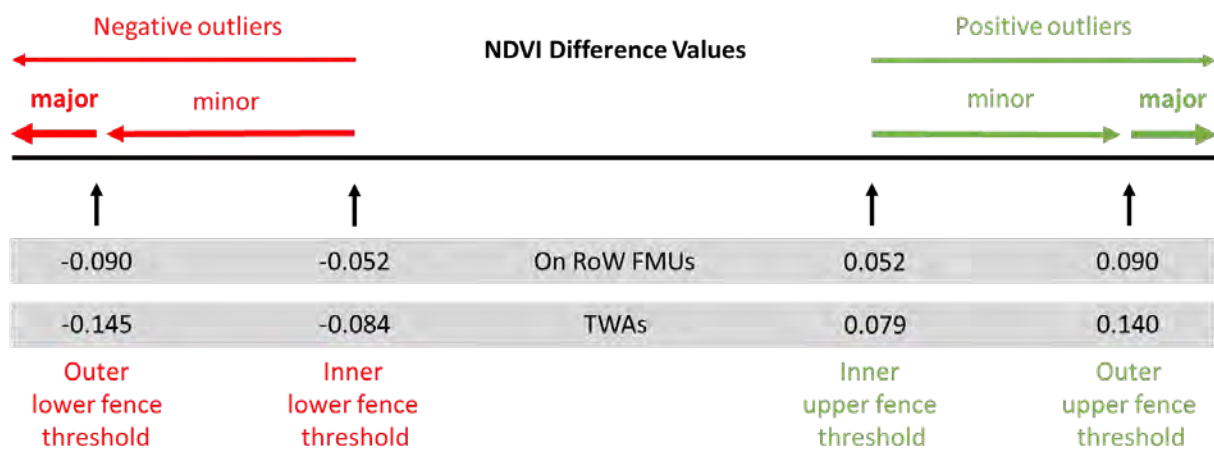 Negative outliers
NDVI Difference Values
Positive outliers
major
minor
minor
major
-0.090 -0.052 On RoW FMUs 0.052 0.090
-0.145 -0.084 TWAs 0.079 0.140
Outer
lower fence
threshold
Inner
lower fence
threshold
Inner
upper fence
threshold
Outer
upper fence
threshold